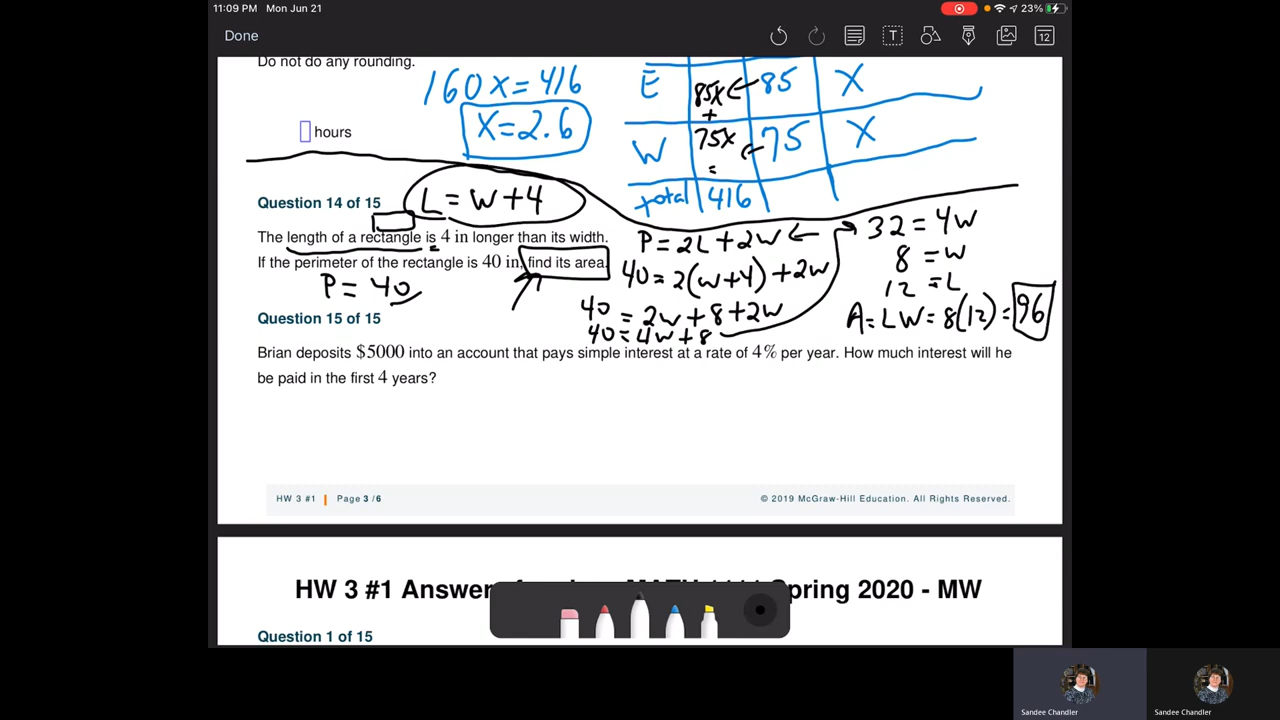 11:09 PM Mon Jun 21
23%
Done
T
12
Do not do any rounding.
160x = 416
x = 2.6
hours
E 85x 85 X
+
W 75x 75 X
=
total 416
Question 14 of 15
L = W + 4
The length of a rectangle is 4 in longer than its width.
If the perimeter of the rectangle is 40 in, find its area.
P = 40
P = 2L + 2W
40 = 2(W+4) + 2W
40 = 2W + 8 + 2W
40 = 4W + 8
32 = 4W
8 = W
12 = L
A = LW = 8(12) = 96
Question 15 of 15
Brian deposits $5000 into an account that pays simple interest at a rate of 4% per year. How much interest will he
be paid in the first 4 years?
HW 3 #1 | Page 3 / 6
© 2019 McGraw-Hill Education. All Rights Reserved.
HW 3 #1 Answer Spring 2020 - MW
Question 1 of 15
Sandee Chandler
Sandee Chandler